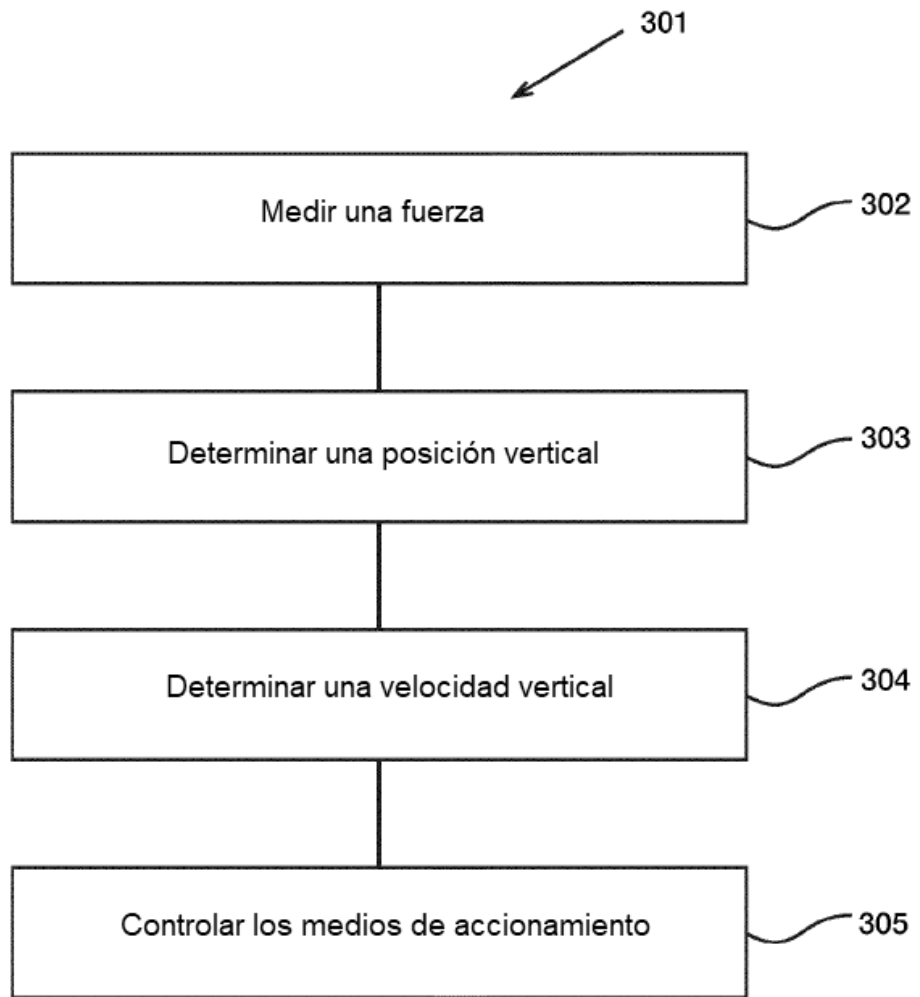 301
Medir una fuerza
302
Determinar una posición vertical
303
Determinar una velocidad vertical
304
Controlar los medios de accionamiento
305